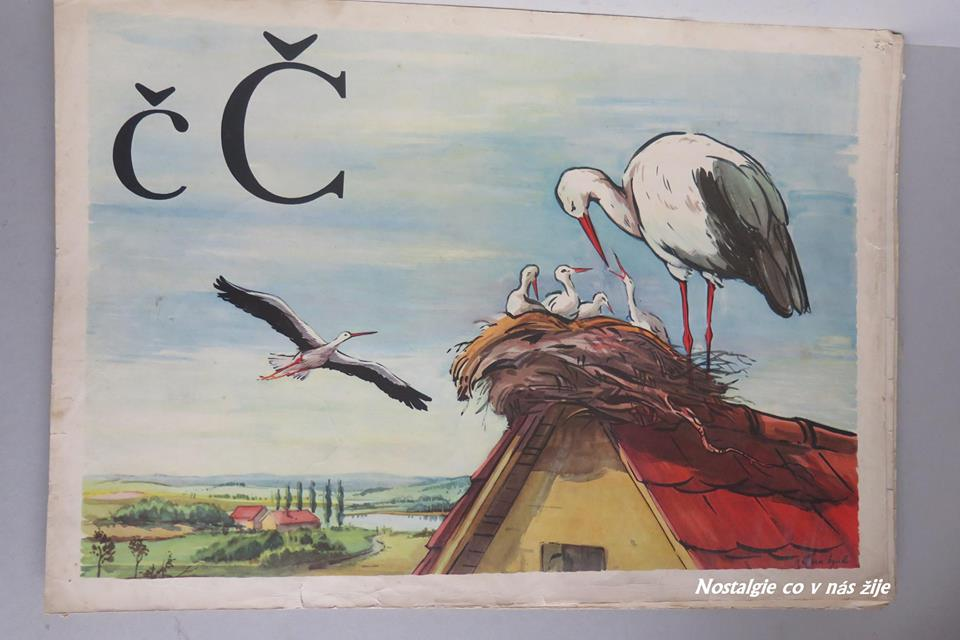 č Č
Nostalgie co v nás žije